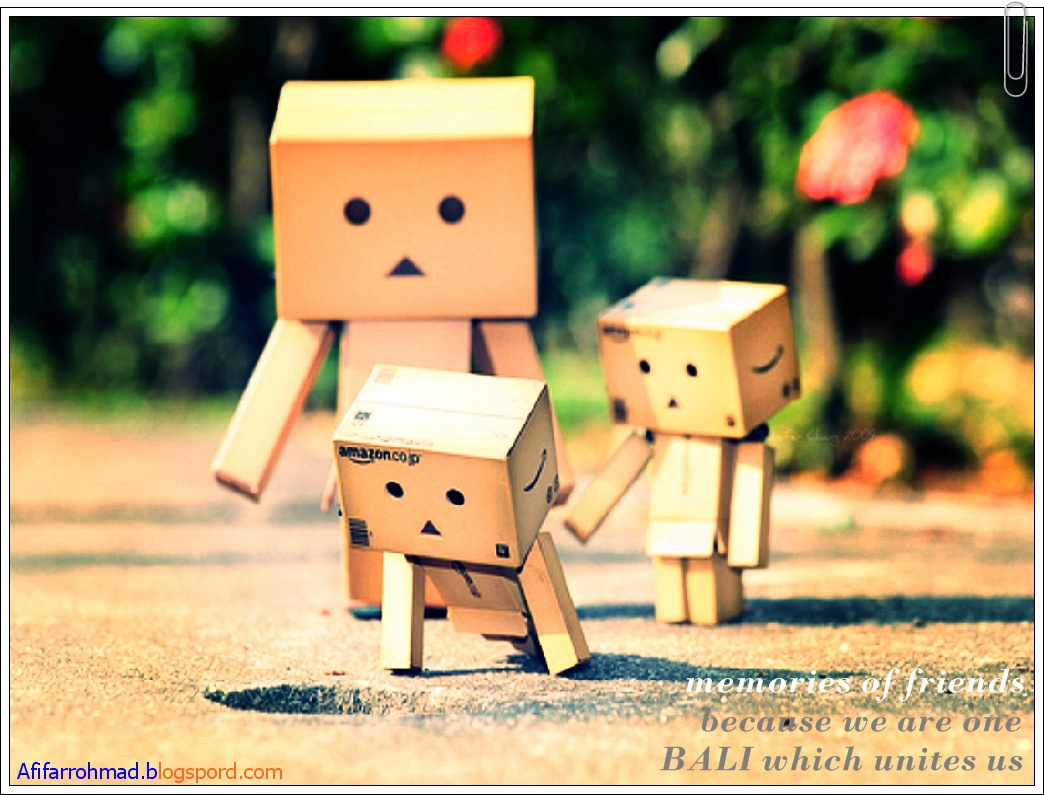 amazon.co.jp
memories of friends
because we are one
BALI which unites us
Afifarrohmad.blogspord.com